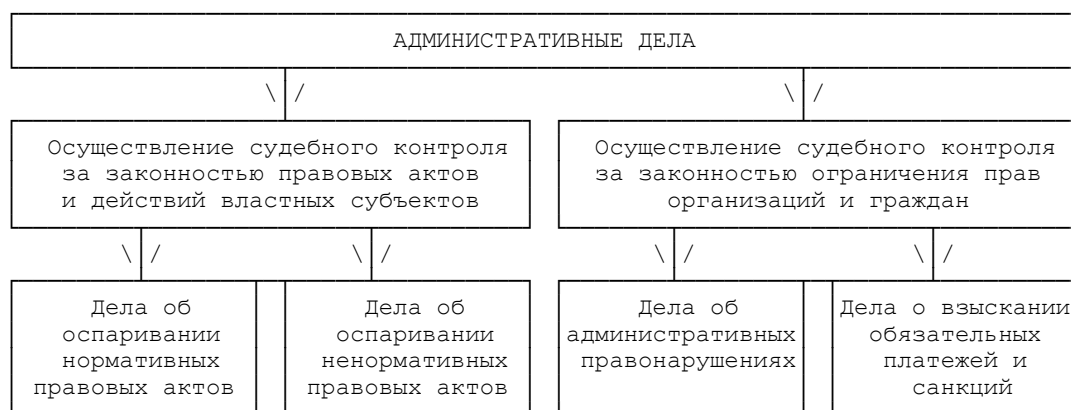 АДМИНИСТРАТИВНЫЕ ДЕЛА
Осуществление судебного контроля
за законностью правовых актов
и действий властных субъектов
Осуществление судебного контроля
за законностью ограничения прав
организаций и граждан
Дела об
оспаривании
нормативных
правовых актов
Дела об
оспаривании
ненормативных
правовых актов
Дела об
административных
правонарушениях
Дела о взыскании
обязательных
платежей и
санкций